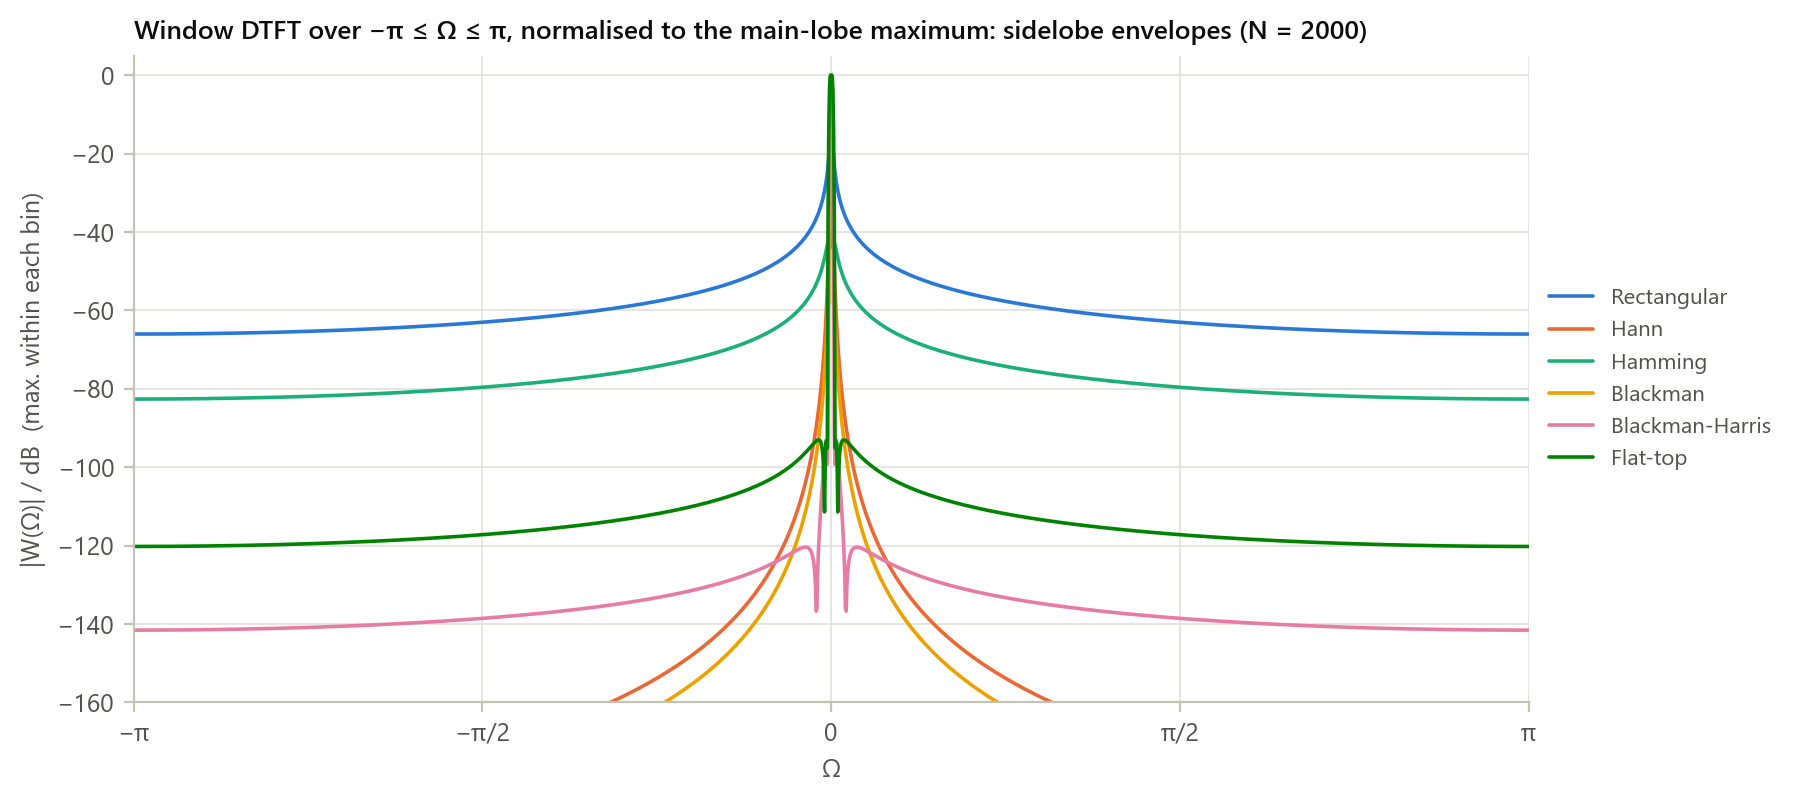 Window DTFT over −π ≤ Ω ≤ π, normalised to the main-lobe maximum: sidelobe envelopes (N = 2000)
|W(Ω)| / dB (max. within each bin)
0
−20
−40
−60
−80
−100
−120
−140
−160
−π
−π/2
0
π/2
π
Ω
Rectangular
Hann
Hamming
Blackman
Blackman-Harris
Flat-top